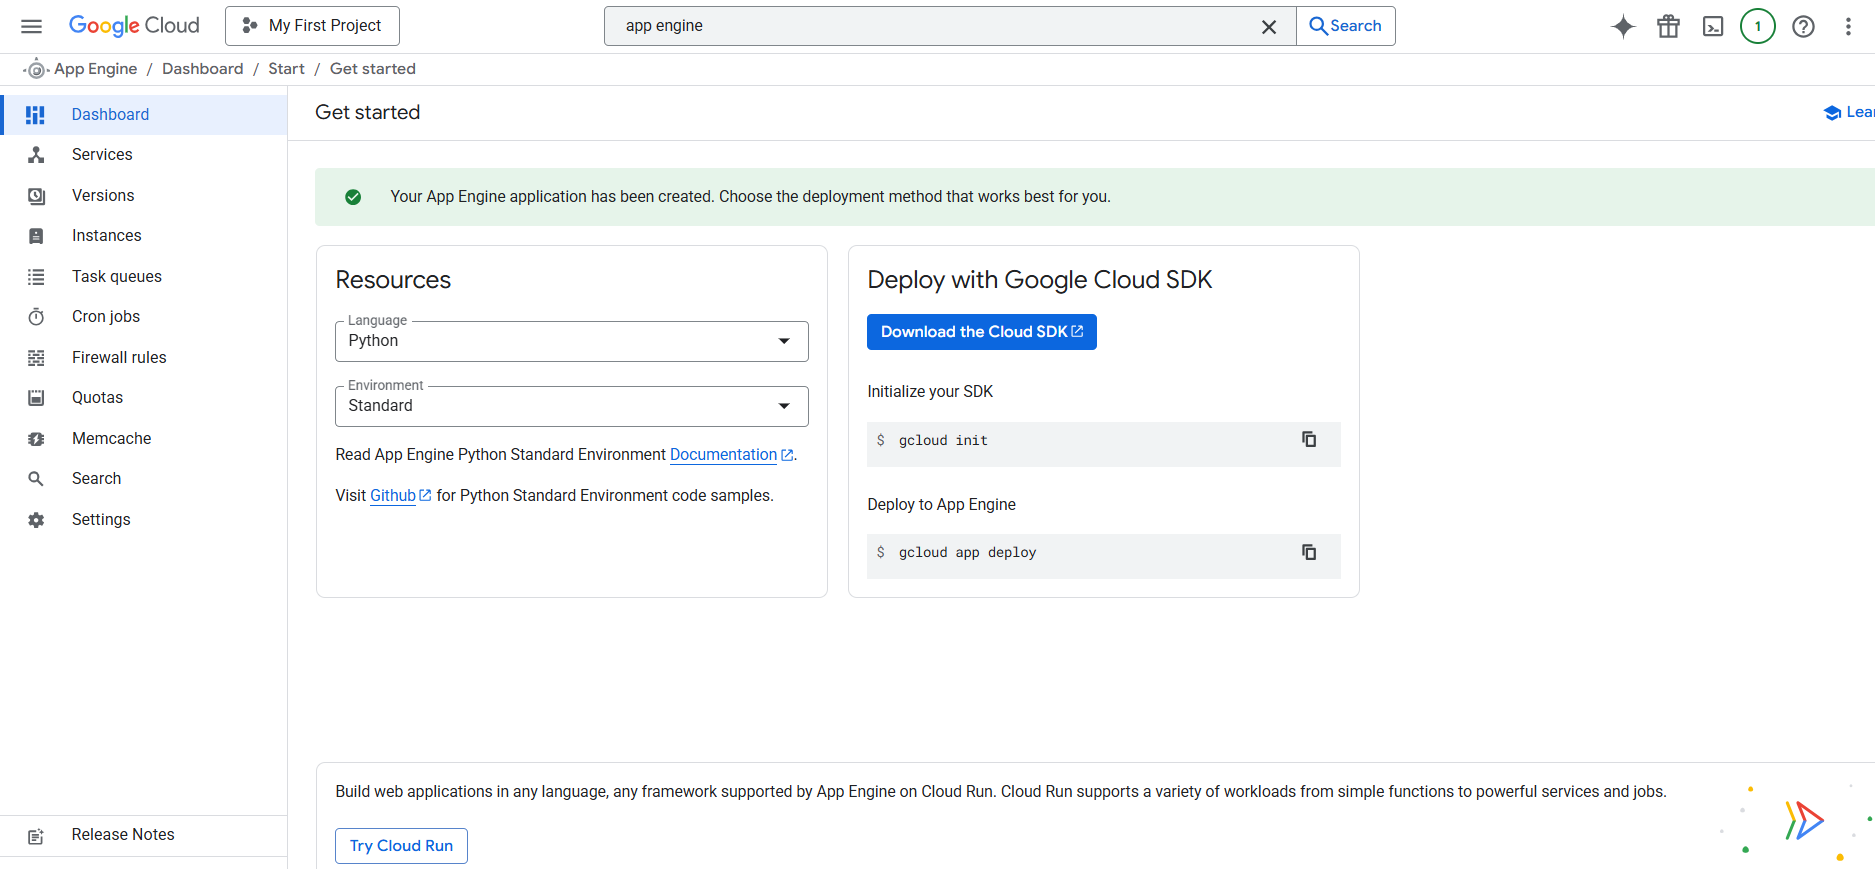 Google Cloud
My First Project
app engine
Search
1
App Engine / Dashboard / Start / Get started
Dashboard
Services
Versions
Instances
Task queues
Cron jobs
Firewall rules
Quotas
Memcache
Search
Settings
Release Notes
Get started
Lea
Your App Engine application has been created. Choose the deployment method that works best for you.
Resources
Language
Python
Environment
Standard
Read App Engine Python Standard Environment Documentation.
Visit Github for Python Standard Environment code samples.
Deploy with Google Cloud SDK
Download the Cloud SDK
Initialize your SDK
$ gcloud init
Deploy to App Engine
$ gcloud app deploy
Build web applications in any language, any framework supported by App Engine on Cloud Run. Cloud Run supports a variety of workloads from simple functions to powerful services and jobs.
Try Cloud Run